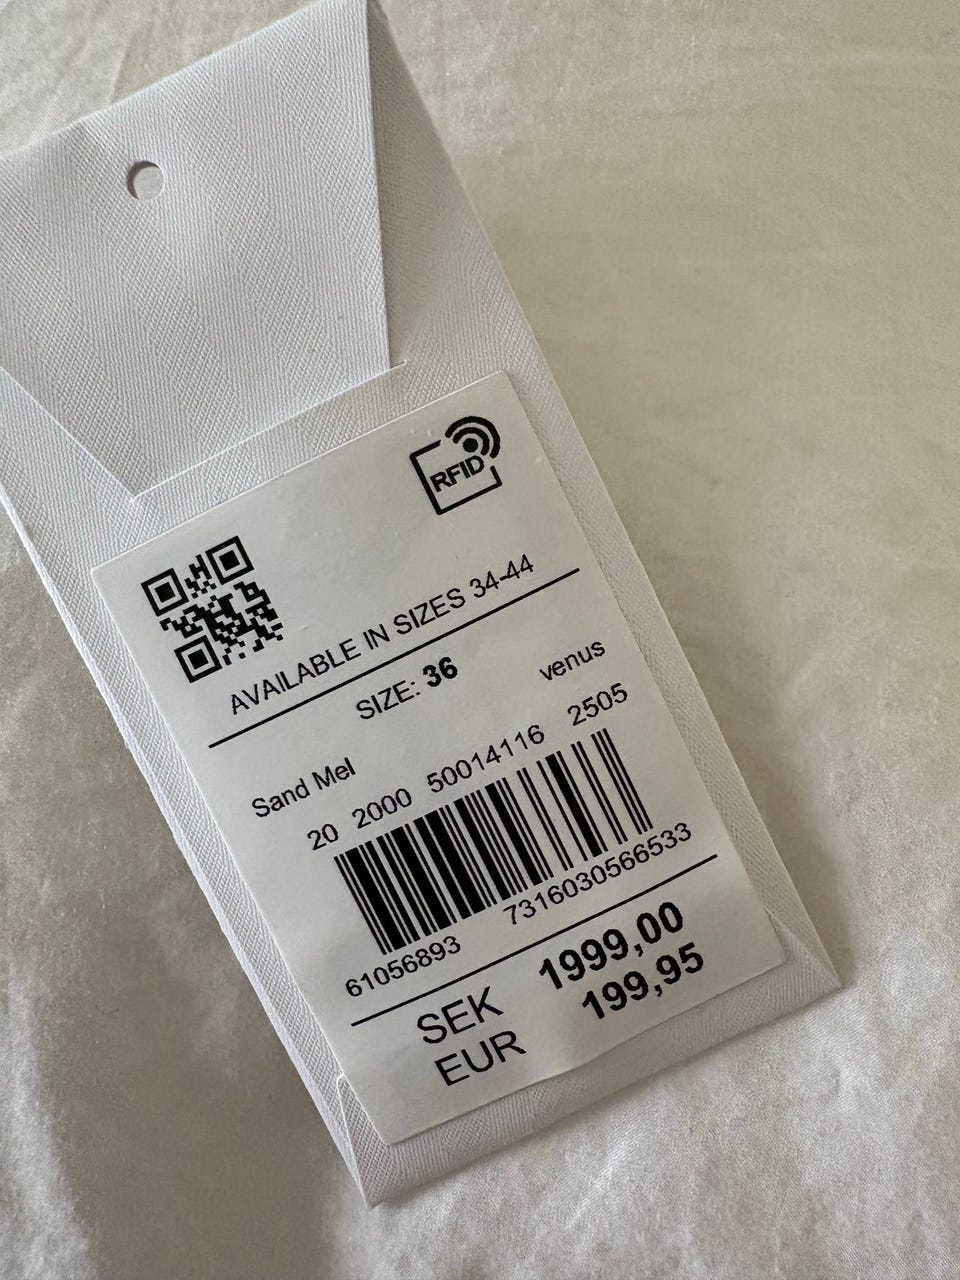 RFID
AVAILABLE IN SIZES 34-44
SIZE: 36
venus
Sand Mel
20 2000 50014116 2505
61056893 7316030566533
SEK 1999,00
EUR 199,95